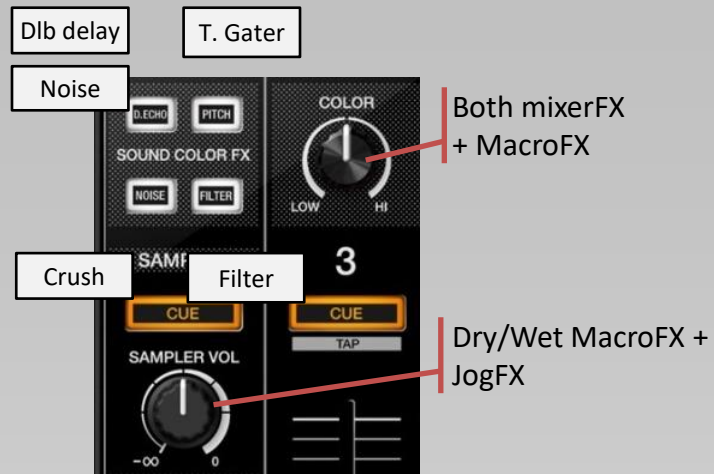 Dlb delay
T. Gater
Noise
D.ECHO
PITCH
COLOR
Both mixerFX
+ MacroFX
SOUND COLOR FX
NOISE
FILTER
LOW
HI
SAMP
3
Crush
Filter
CUE
CUE
TAP
Dry/Wet MacroFX +
JogFX
SAMPLER VOL
-∞
0